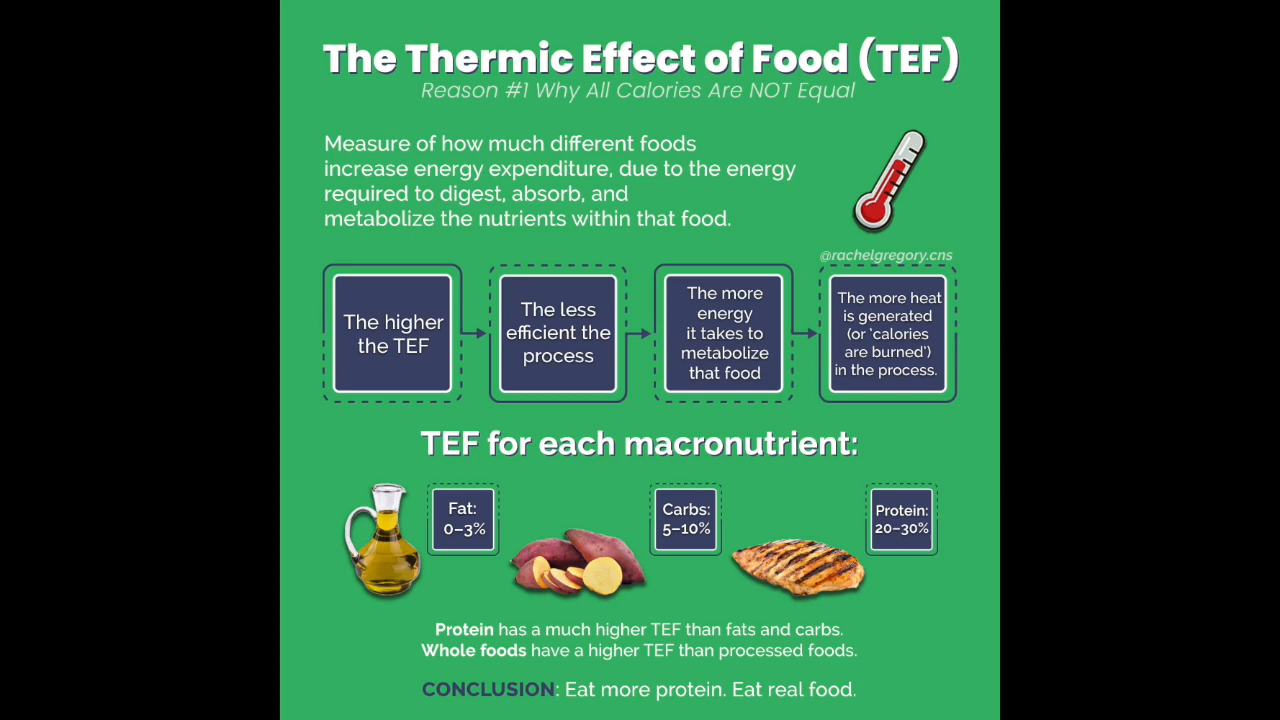 The Thermic Effect of Food (TEF)
Reason #1 Why All Calories Are NOT Equal
Measure of how much different foods
increase energy expenditure, due to the energy
required to digest, absorb, and
metabolize the nutrients within that food.
@rachelgregory.cns
The higher
the TEF
The less
efficient the
process
The more
energy
it takes to
metabolize
that food
The more heat
is generated
(or 'calories
are burned')
in the process.
TEF for each macronutrient:
Fat:
0–3%
Carbs:
5–10%
Protein:
20–30%
Protein has a much higher TEF than fats and carbs.
Whole foods have a higher TEF than processed foods.
CONCLUSION: Eat more protein. Eat real food.